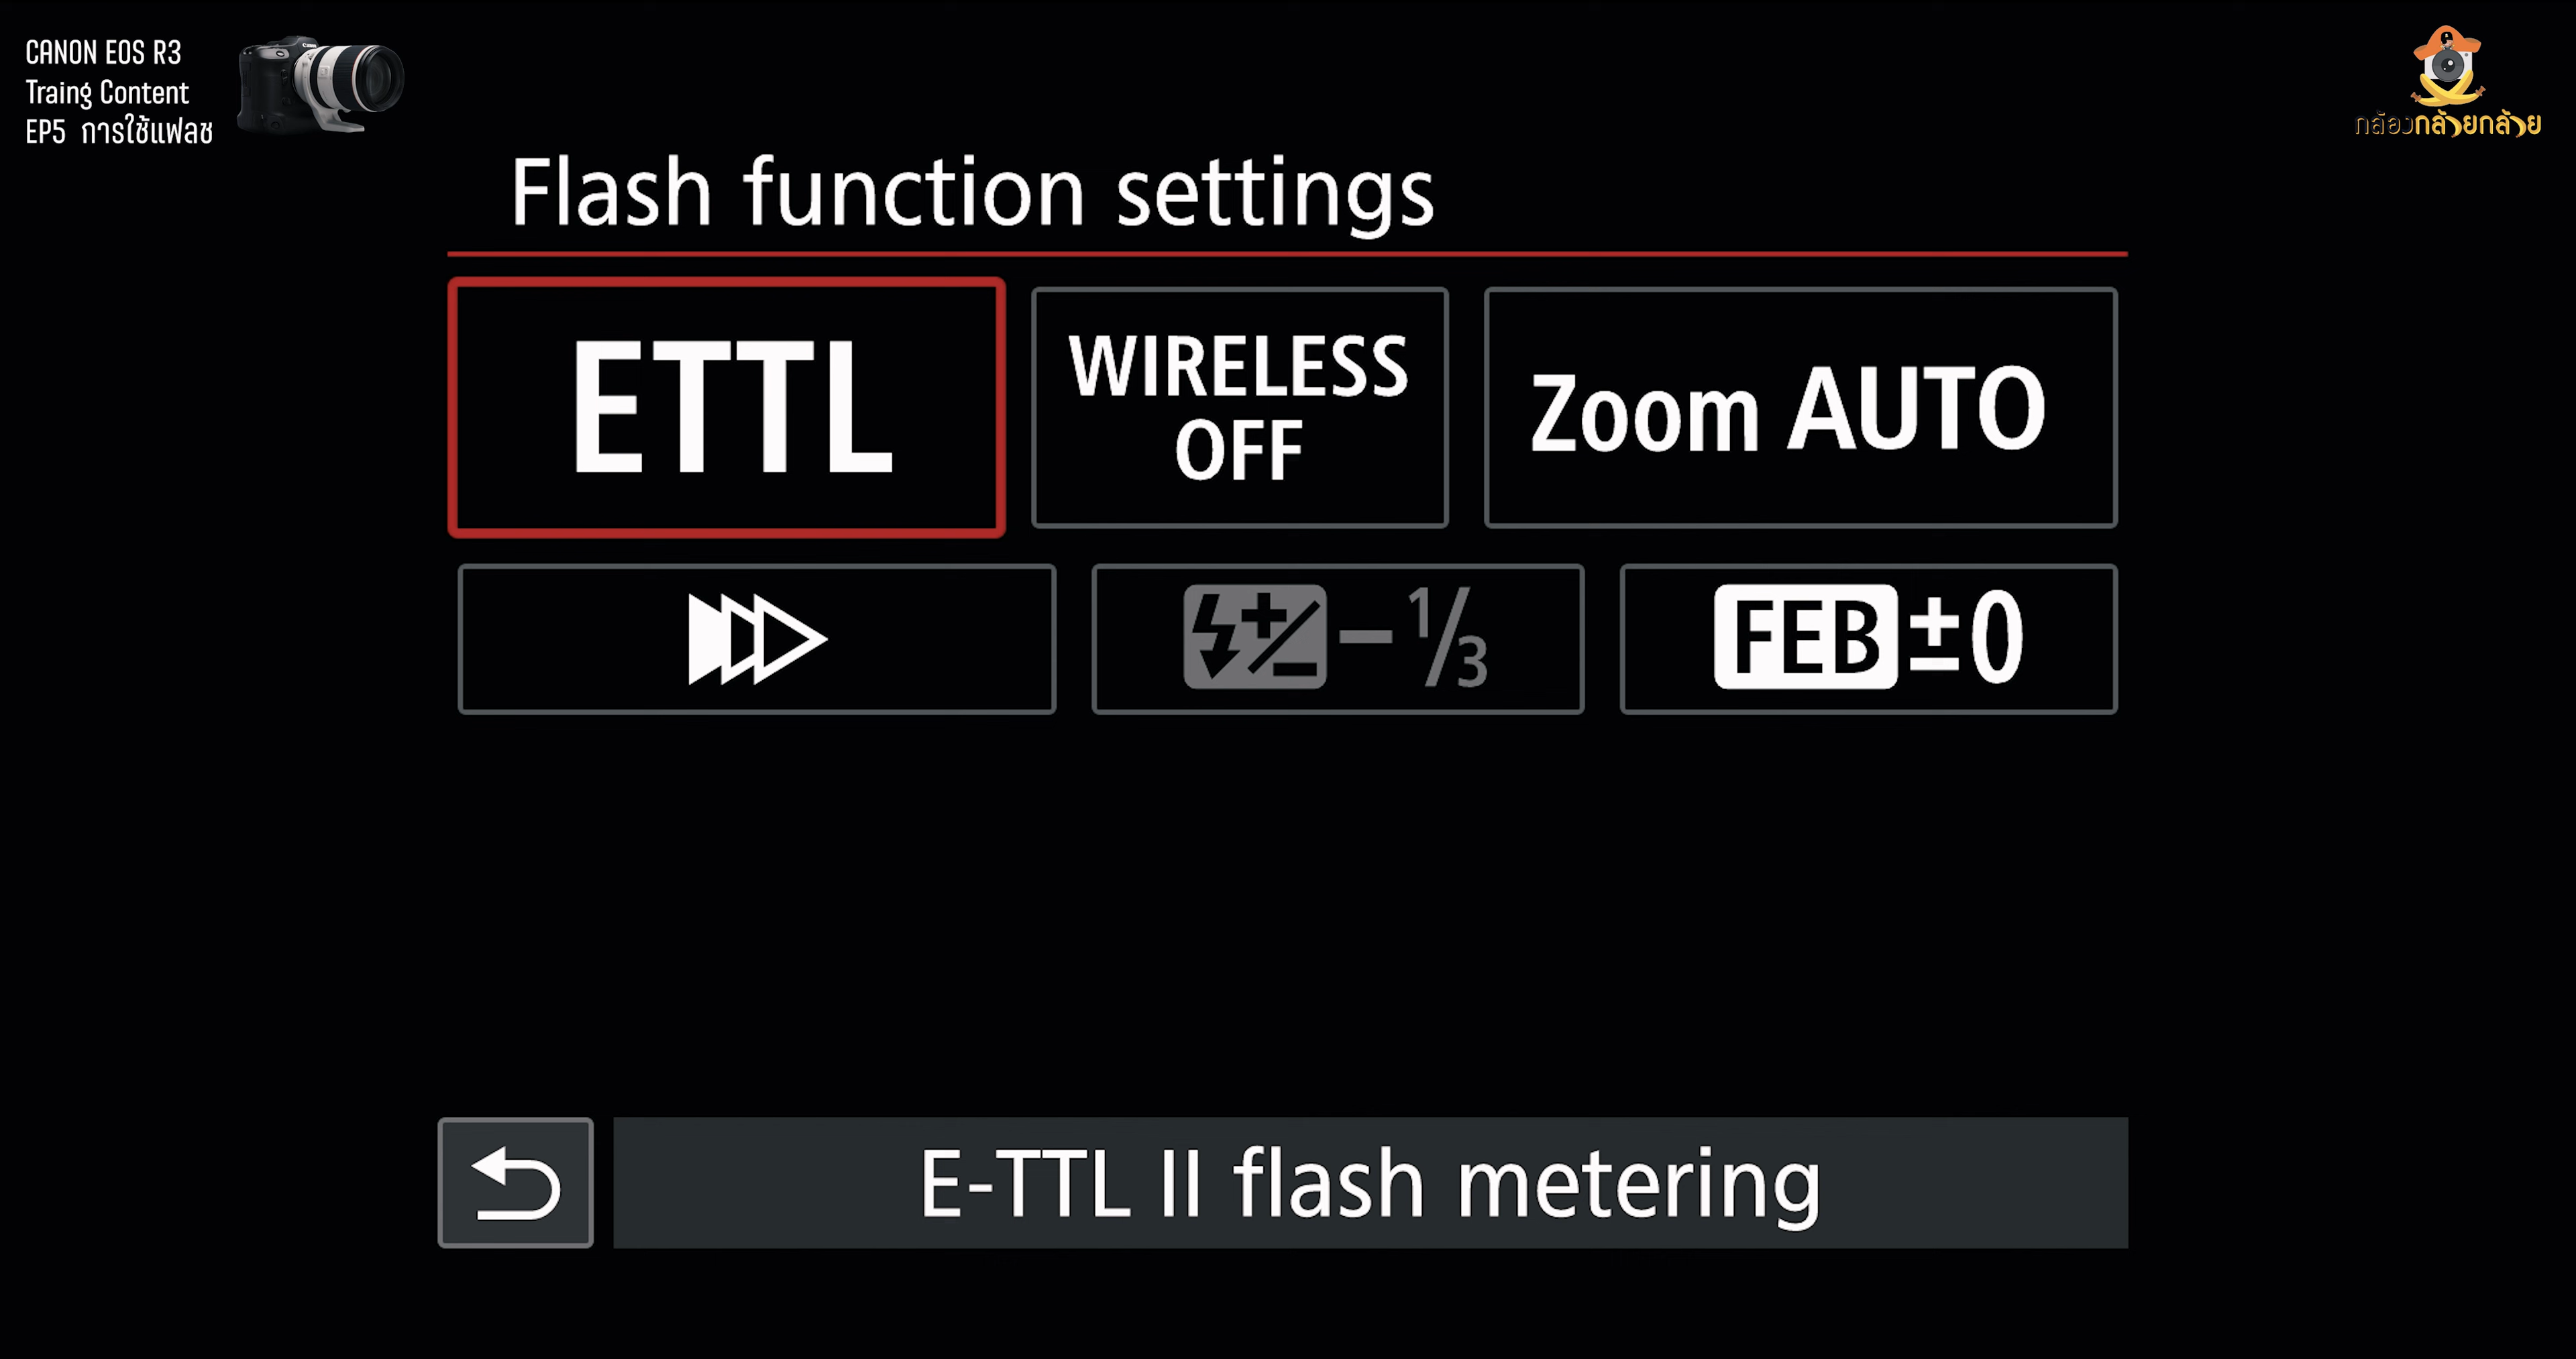 CANON EOS R3
Traing Content
EP5 การใช้แฟลช
กล้องกล้วยกล้วย
Flash function settings
ETTL
WIRELESS
OFF
Zoom AUTO
−1/3
FEB±0
E-TTL II flash metering